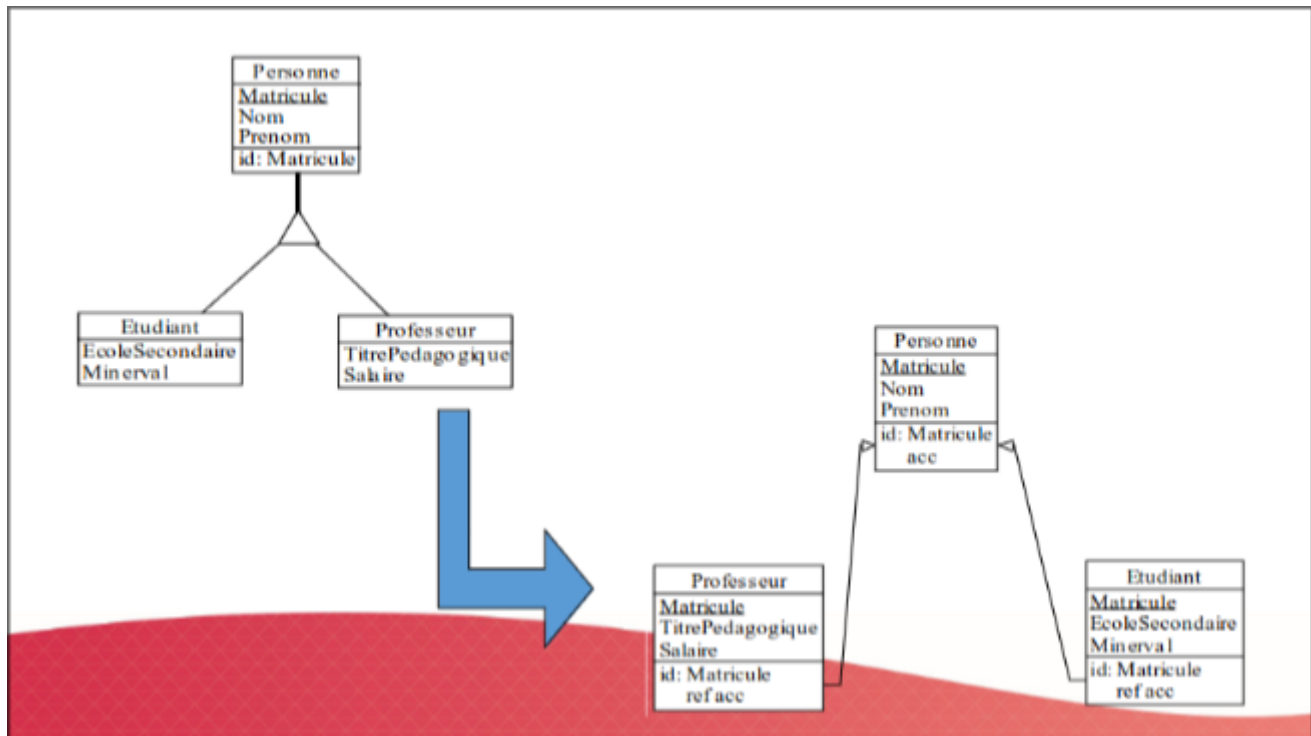 Personne
Matricule
Nom
Prenom
id: Matricule
Etudiant
EcoleSecondaire
Minerval
Professeur
TitrePedagogique
Salaire
Personne
Matricule
Nom
Prenom
id: Matricule
acc
Professeur
Matricule
TitrePedagogique
Salaire
id: Matricule
ref acc
Etudiant
Matricule
EcoleSecondaire
Minerval
id: Matricule
ref acc